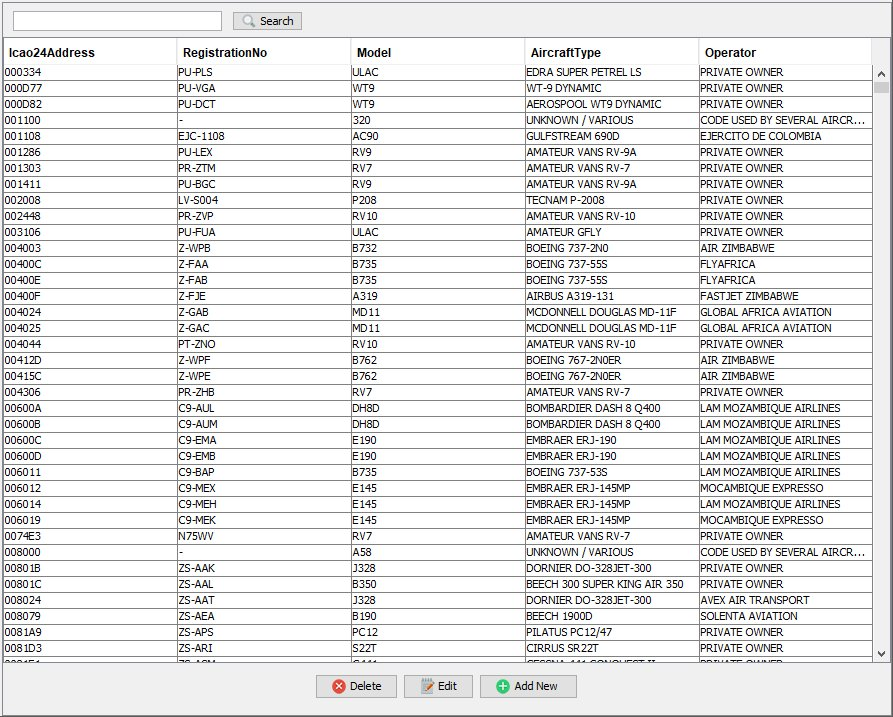 Search
Icao24Address RegistrationNo Model AircraftType Operator
000334 PU-PLS ULAC EDRA SUPER PETREL LS PRIVATE OWNER
000D77 PU-VGA WT9 WT-9 DYNAMIC PRIVATE OWNER
000D82 PU-DCT WT9 AEROSPOOL WT9 DYNAMIC PRIVATE OWNER
001100 - 320 UNKNOWN / VARIOUS CODE USED BY SEVERAL AIRCR...
001108 EJC-1108 AC90 GULFSTREAM 690D EJERCITO DE COLOMBIA
001286 PU-LEX RV9 AMATEUR VANS RV-9A PRIVATE OWNER
001303 PR-ZTM RV7 AMATEUR VANS RV-7 PRIVATE OWNER
001411 PU-BGC RV9 AMATEUR VANS RV-9A PRIVATE OWNER
002008 LV-S004 P208 TECNAM P-2008 PRIVATE OWNER
002448 PR-ZVP RV10 AMATEUR VANS RV-10 PRIVATE OWNER
003106 PU-FUA ULAC AMATEUR GFLY PRIVATE OWNER
004003 Z-WPB B732 BOEING 737-2N0 AIR ZIMBABWE
00400C Z-FAA B735 BOEING 737-55S FLYAFRICA
00400E Z-FAB B735 BOEING 737-55S FLYAFRICA
00400F Z-FJE A319 AIRBUS A319-131 FASTJET ZIMBABWE
004024 Z-GAB MD11 MCDONNELL DOUGLAS MD-11F GLOBAL AFRICA AVIATION
004025 Z-GAC MD11 MCDONNELL DOUGLAS MD-11F GLOBAL AFRICA AVIATION
004044 PT-ZNO RV10 AMATEUR VANS RV-10 PRIVATE OWNER
00412D Z-WPF B762 BOEING 767-2N0ER AIR ZIMBABWE
00415C Z-WPE B762 BOEING 767-2N0ER AIR ZIMBABWE
004306 PR-ZHB RV7 AMATEUR VANS RV-7 PRIVATE OWNER
00600A C9-AUL DH8D BOMBARDIER DASH 8 Q400 LAM MOZAMBIQUE AIRLINES
00600B C9-AUM DH8D BOMBARDIER DASH 8 Q400 LAM MOZAMBIQUE AIRLINES
00600C C9-EMA E190 EMBRAER ERJ-190 LAM MOZAMBIQUE AIRLINES
00600D C9-EMB E190 EMBRAER ERJ-190 LAM MOZAMBIQUE AIRLINES
006011 C9-BAP B735 BOEING 737-53S LAM MOZAMBIQUE AIRLINES
006012 C9-MEX E145 EMBRAER ERJ-145MP MOCAMBIQUE EXPRESSO
006014 C9-MEH E145 EMBRAER ERJ-145MP LAM MOZAMBIQUE AIRLINES
006019 C9-MEK E145 EMBRAER ERJ-145MP MOCAMBIQUE EXPRESSO
0074E3 N75WV RV7 AMATEUR VANS RV-7 PRIVATE OWNER
008000 - A58 UNKNOWN / VARIOUS CODE USED BY SEVERAL AIRCR...
00801B ZS-AAK J328 DORNIER DO-328JET-300 PRIVATE OWNER
00801C ZS-AAL B350 BEECH 300 SUPER KING AIR 350 PRIVATE OWNER
008024 ZS-AAT J328 DORNIER DO-328JET-300 AVEX AIR TRANSPORT
008079 ZS-AEA B190 BEECH 1900D SOLENTA AVIATION
0081A9 ZS-APS PC12 PILATUS PC12/47 PRIVATE OWNER
0081D3 ZS-ARI S22T CIRRUS SR22T PRIVATE OWNER
Delete Edit Add New